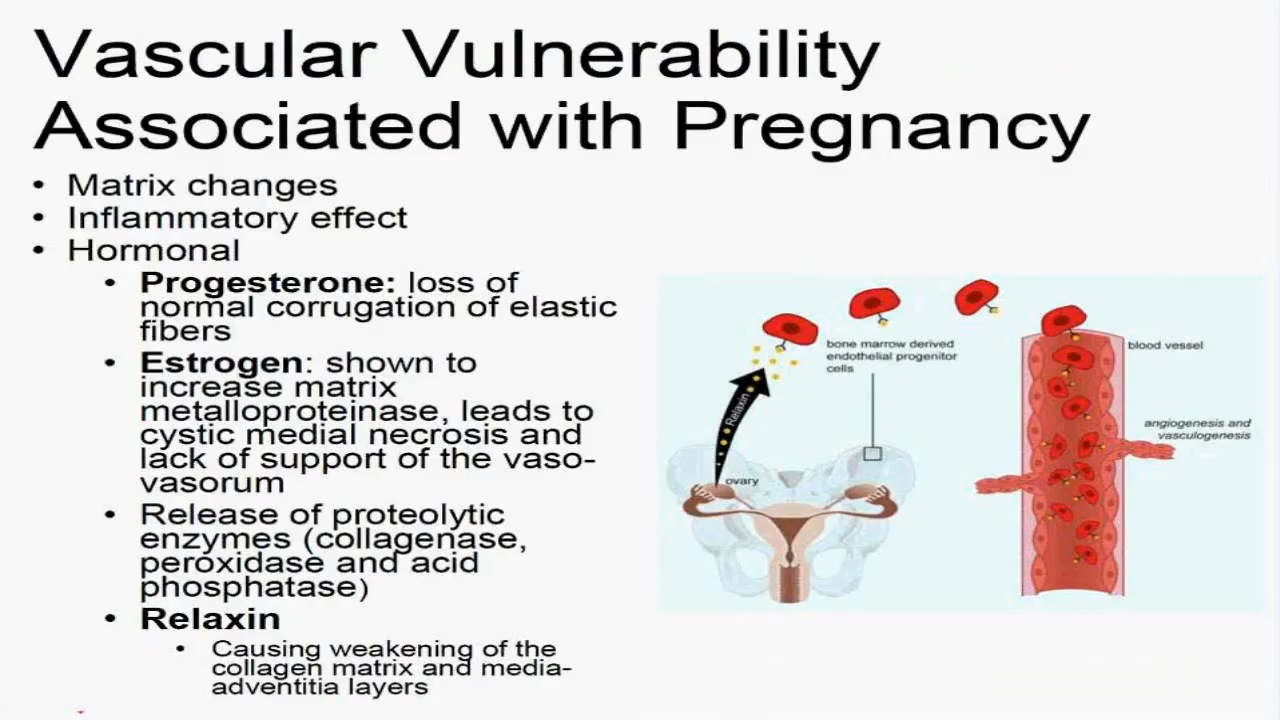 Vascular Vulnerability
Associated with Pregnancy
• Matrix changes
• Inflammatory effect
• Hormonal
• Progesterone: loss of
normal corrugation of elastic
fibers
• Estrogen: shown to
increase matrix
metalloproteinase, leads to
cystic medial necrosis and
lack of support of the vaso-
vasorum
• Release of proteolytic
enzymes (collagenase,
peroxidase and acid
phosphatase)
• Relaxin
• Causing weakening of the
collagen matrix and media-
adventitia layers
bone marrow derived
endothelial progenitor
cells
blood vessel
Relaxin
angiogenesis and
vasculogenesis
ovary